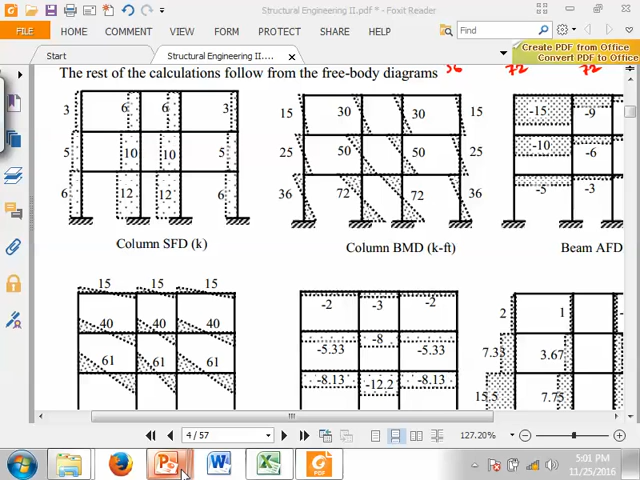 Structural Engineering II.pdf * - Foxit Reader
FILE HOME COMMENT VIEW FORM PROTECT SHARE HELP Find
Start Structural Engineering II....
Create PDF from Office
Convert PDF to Office
The rest of the calculations follow from the free-body diagrams 36 72 72
3 6 6 3
5 10 10 5
6 12 12 6
Column SFD (k)
15 30 30 15
25 50 50 25
36 72 72 36
Column BMD (k-ft)
-15 -9
-10 -6
-5 -3
Beam AFD
15 15 15
40 40 40
61 61 61
-2 -3 -2
-5.33 -8 -5.33
-8.13 -12.2 -8.13
2 1
7.33 3.67
15.5 7.75
4 / 57
127.20%
5:01 PM
11/25/2016